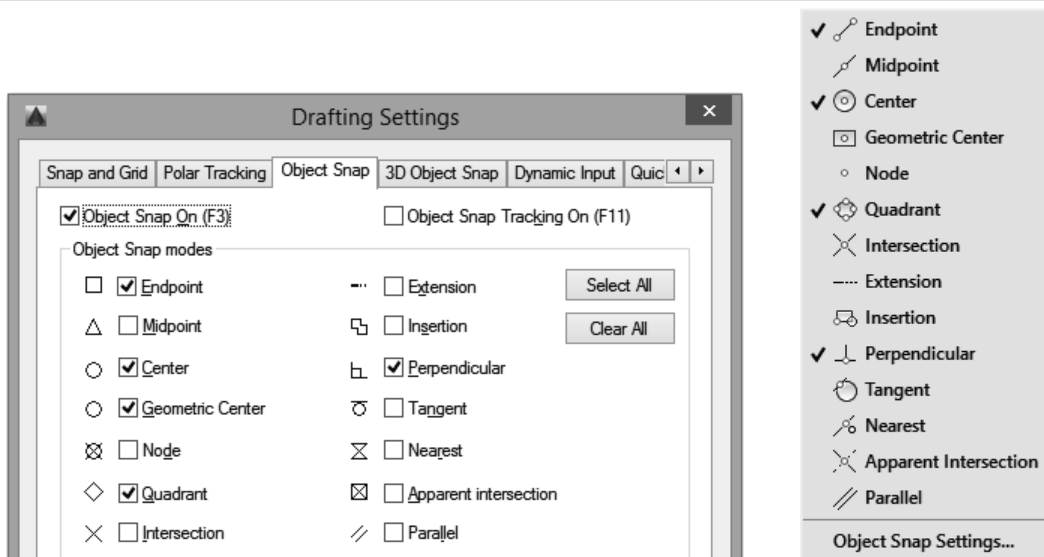 Drafting Settings
Snap and Grid Polar Tracking Object Snap 3D Object Snap Dynamic Input Quic
Object Snap On (F3) Object Snap Tracking On (F11)
Object Snap modes
Endpoint Extension Select All
Midpoint Insertion Clear All
Center Perpendicular
Geometric Center Tangent
Node Nearest
Quadrant Apparent intersection
Intersection Parallel
Endpoint
Midpoint
Center
Geometric Center
Node
Quadrant
Intersection
Extension
Insertion
Perpendicular
Tangent
Nearest
Apparent Intersection
Parallel
Object Snap Settings...